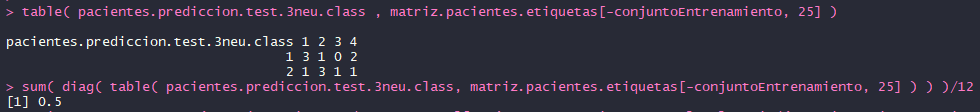 > table( pacientes.prediccion.test.3neu.class , matriz.pacientes.etiquetas[-conjuntoEntrenamiento, 25] )
pacientes.prediccion.test.3neu.class 1 2 3 4
1 3 1 0 2
2 1 3 1 1
> sum( diag( table( pacientes.prediccion.test.3neu.class, matriz.pacientes.etiquetas[-conjuntoEntrenamiento, 25] ) ) )/12
[1] 0.5